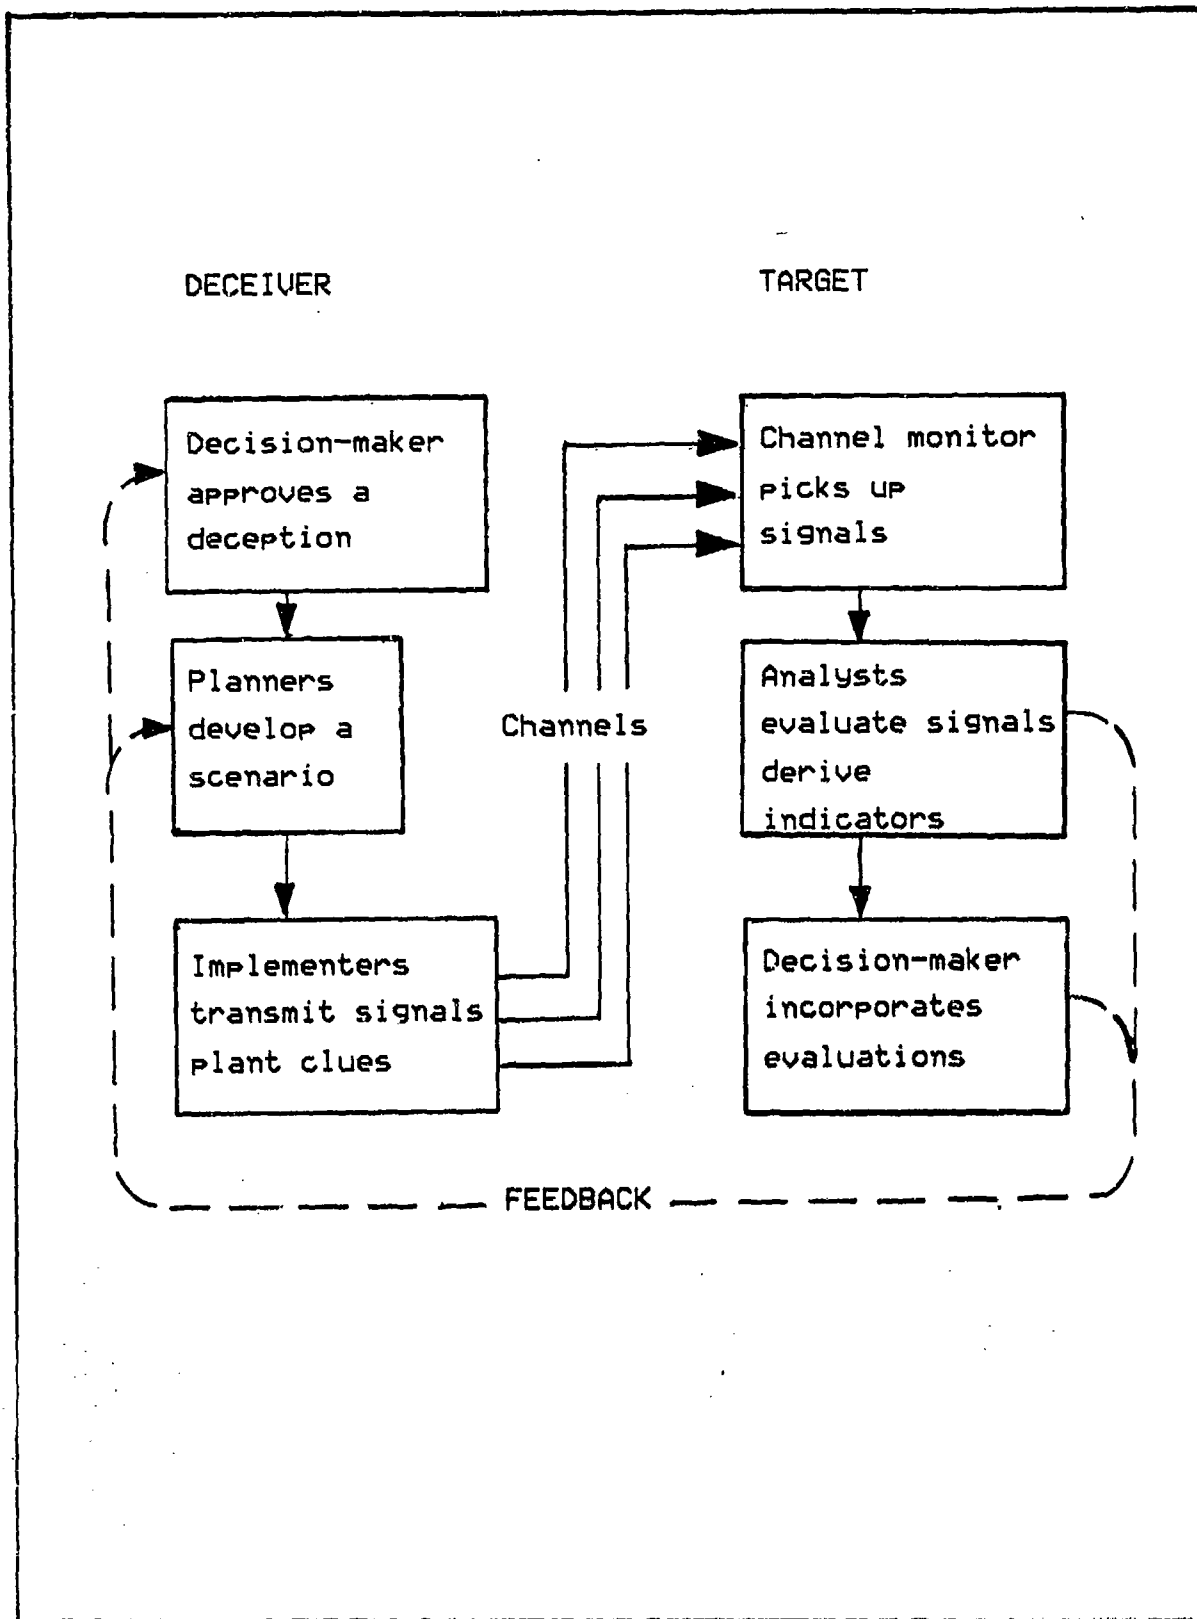 DECEIVER
TARGET
Decision-maker
approves a
deception
Planners
develop a
scenario
Implementers
transmit signals
plant clues
Channels
Channel monitor
picks up
signals
Analysts
evaluate signals
derive
indicators
Decision-maker
incorporates
evaluations
FEEDBACK